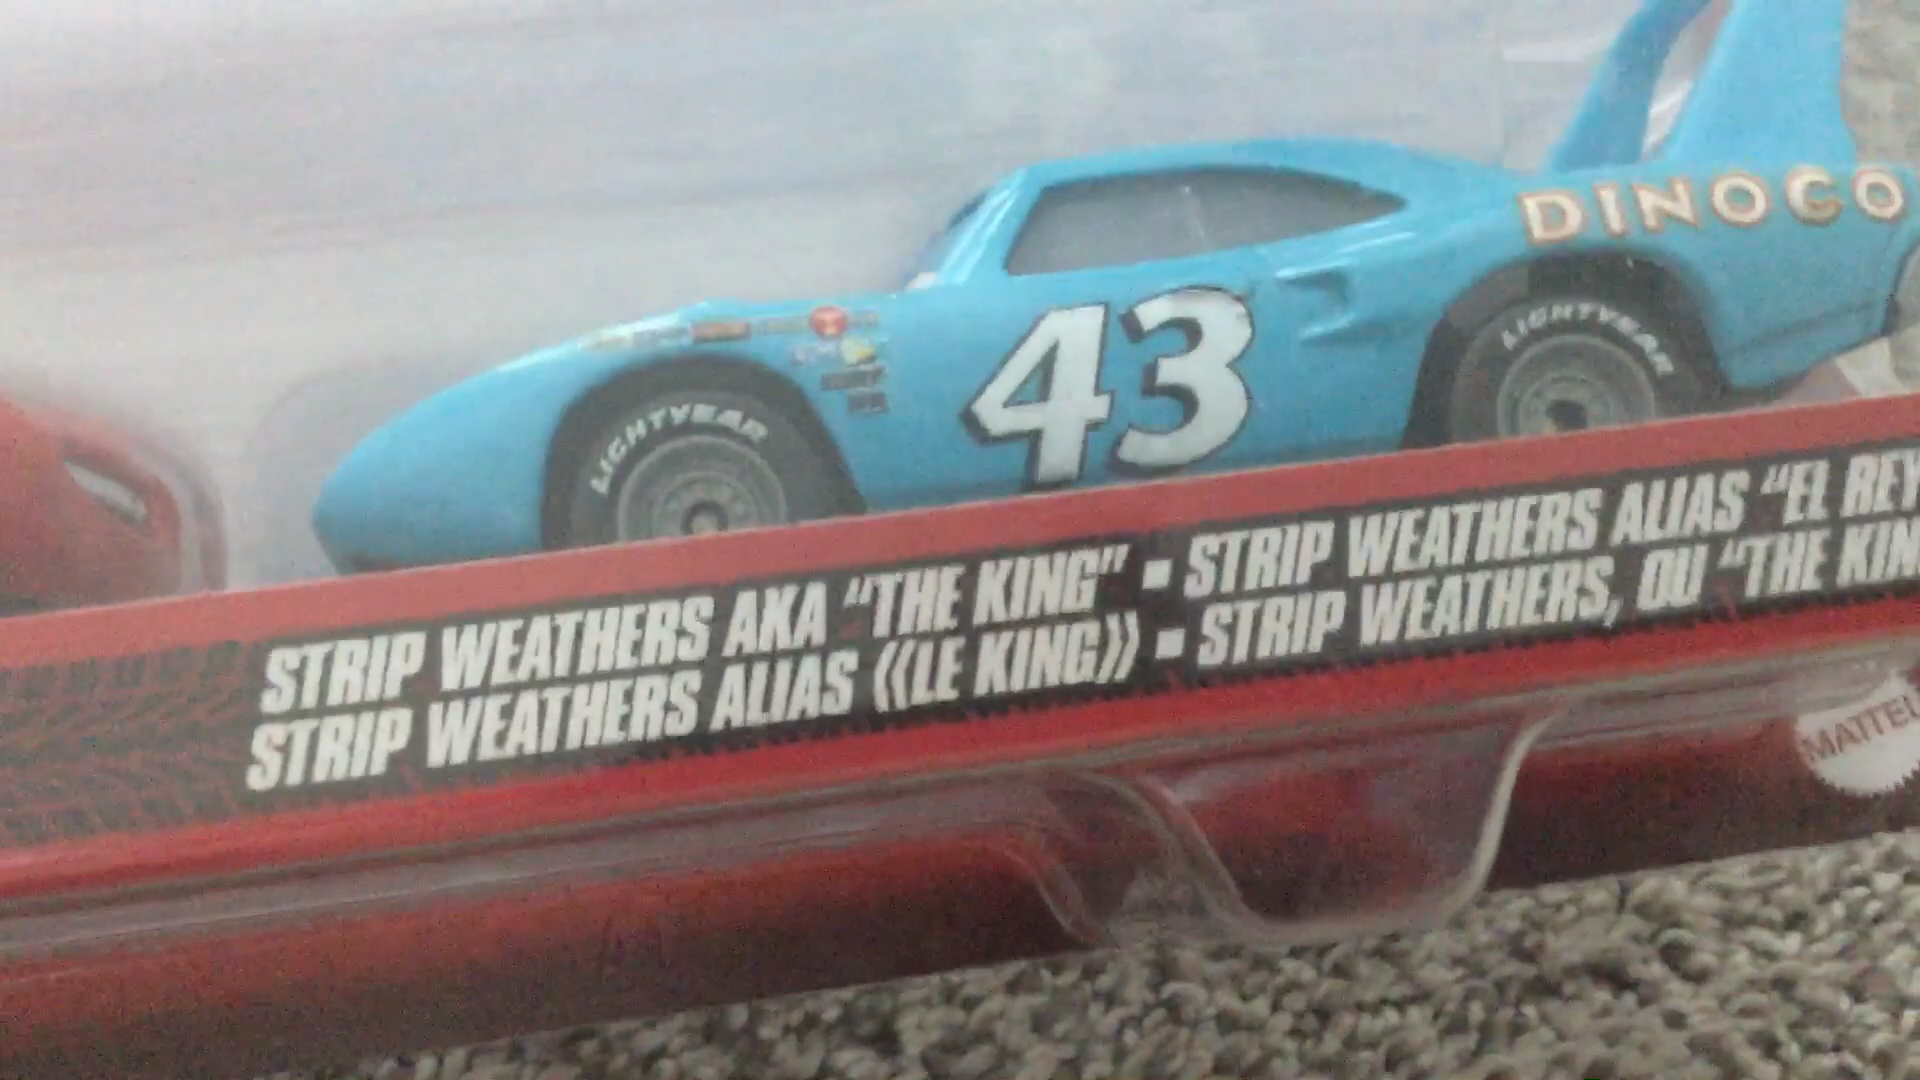 DINOCO
43
LIGHTYEAR
LIGHTYEAR
STRIP WEATHERS AKA "THE KING" ▪ STRIP WEATHERS ALIAS "EL REY
STRIP WEATHERS ALIAS ⟪LE KING⟫ ▪ STRIP WEATHERS, OU "THE KIN
MATTEL